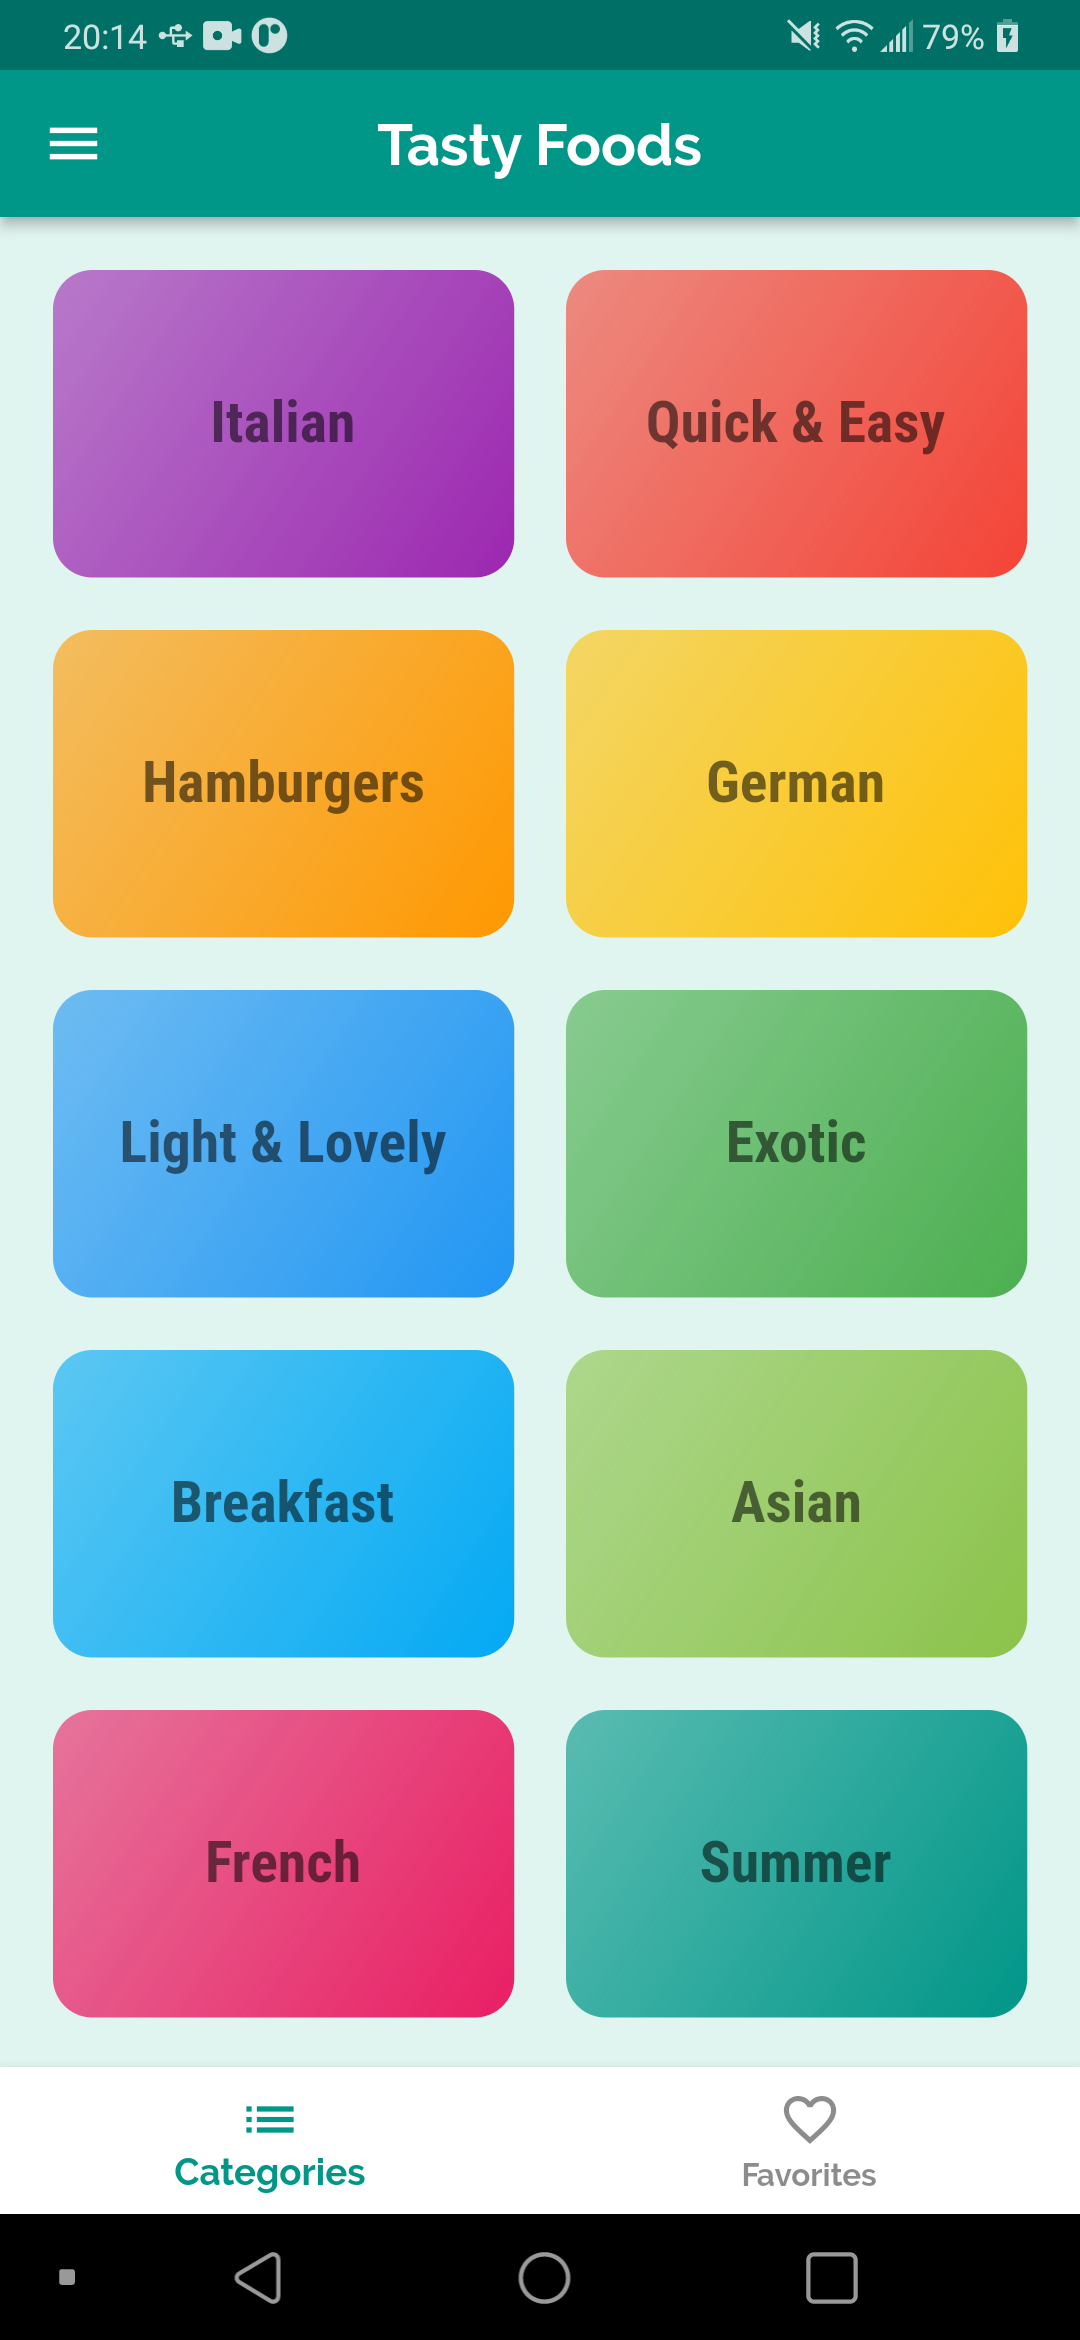 20:14 79%
Tasty Foods
Italian
Quick & Easy
Hamburgers
German
Light & Lovely
Exotic
Breakfast
Asian
French
Summer
Categories
Favorites